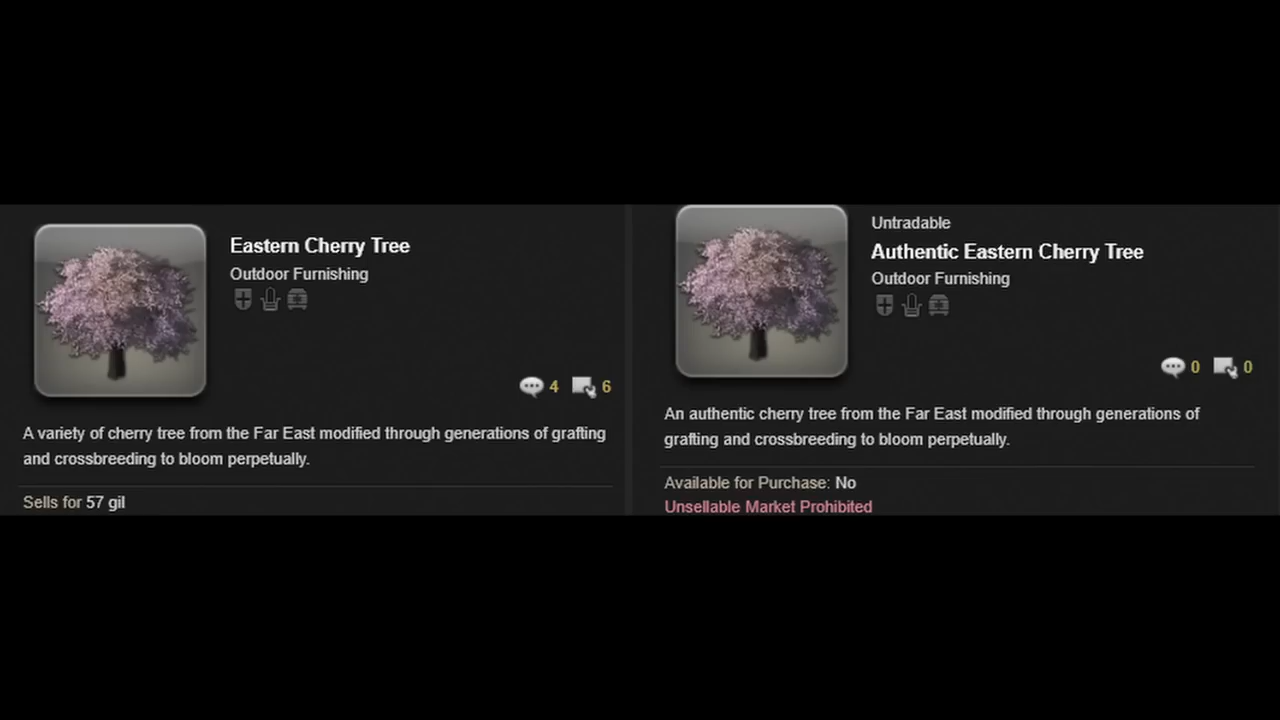 Eastern Cherry Tree
Outdoor Furnishing
4 6
A variety of cherry tree from the Far East modified through generations of grafting
and crossbreeding to bloom perpetually.
Sells for 57 gil
Untradable
Authentic Eastern Cherry Tree
Outdoor Furnishing
0 0
An authentic cherry tree from the Far East modified through generations of
grafting and crossbreeding to bloom perpetually.
Available for Purchase: No
Unsellable Market Prohibited